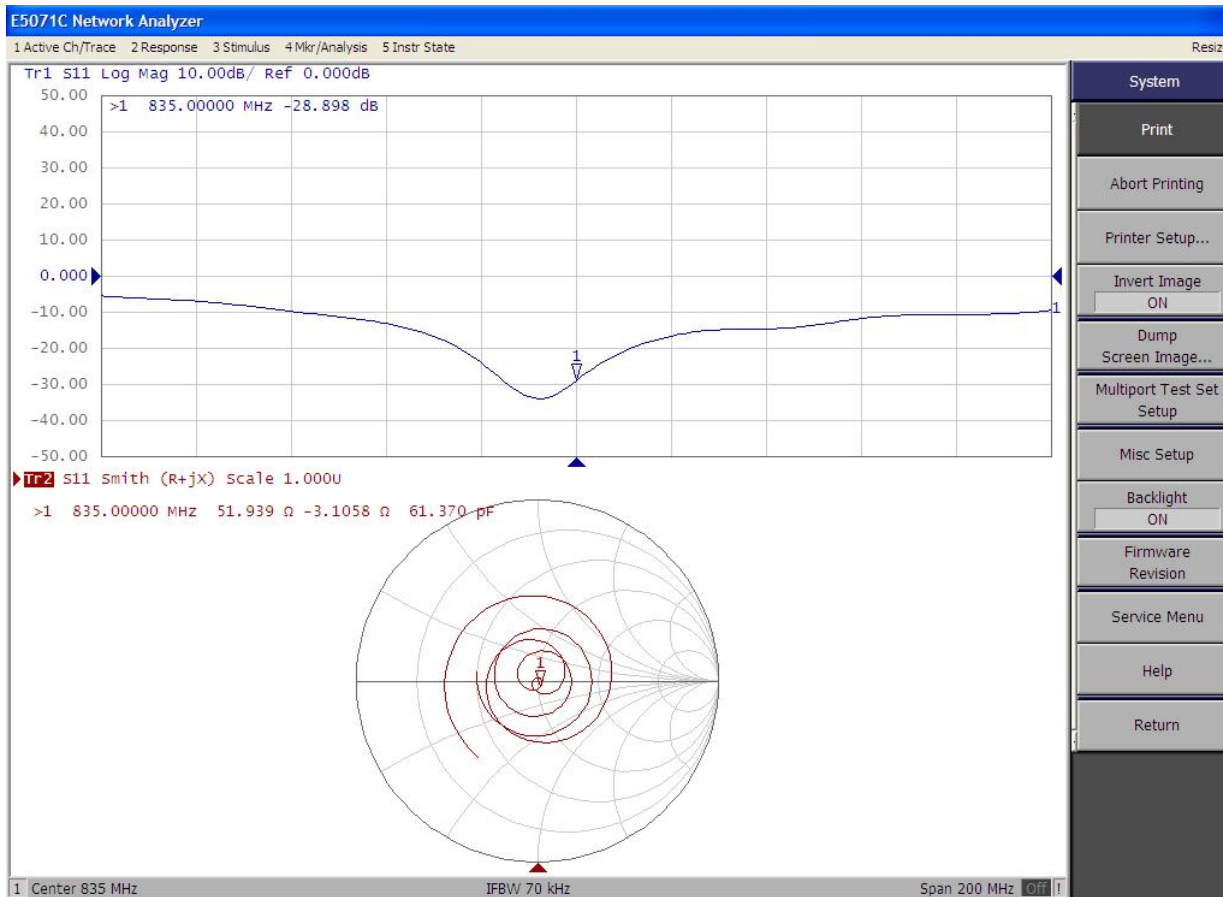 E5071C Network Analyzer
1 Active Ch/Trace 2 Response 3 Stimulus 4 Mkr/Analysis 5 Instr State
Resiz
Tr1 S11 Log Mag 10.00dB/ Ref 0.000dB
>1 835.00000 MHz -28.898 dB
50.00
40.00
30.00
20.00
10.00
0.000
-10.00
-20.00
-30.00
-40.00
-50.00
1
1
Tr2 S11 Smith (R+jX) Scale 1.000U
>1 835.00000 MHz 51.939 Ω -3.1058 Ω 61.370 pF
1
1 Center 835 MHz
IFBW 70 kHz
Span 200 MHz Off !
System
Print
Abort Printing
Printer Setup...
Invert Image
ON
Dump
Screen Image...
Multiport Test Set
Setup
Misc Setup
Backlight
ON
Firmware
Revision
Service Menu
Help
Return